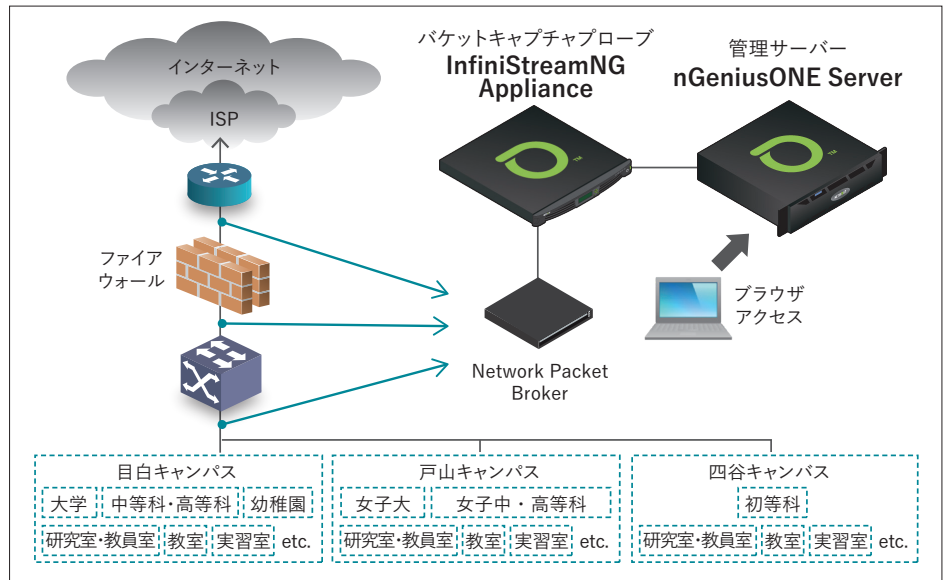 インターネット
ISP
パケットキャプチャプローブ
InfiniStreamNG
Appliance
管理サーバー
nGeniusONE Server
TM
TM
ファイア
ウォール
ブラウザ
アクセス
Network Packet
Broker
目白キャンパス
大学 中等科・高等科 幼稚園
研究室・教員室 教室 実習室 etc.
戸山キャンパス
女子大 女子中・高等科
研究室・教員室 教室 実習室 etc.
四谷キャンパス
初等科
研究室・教員室 教室 実習室 etc.